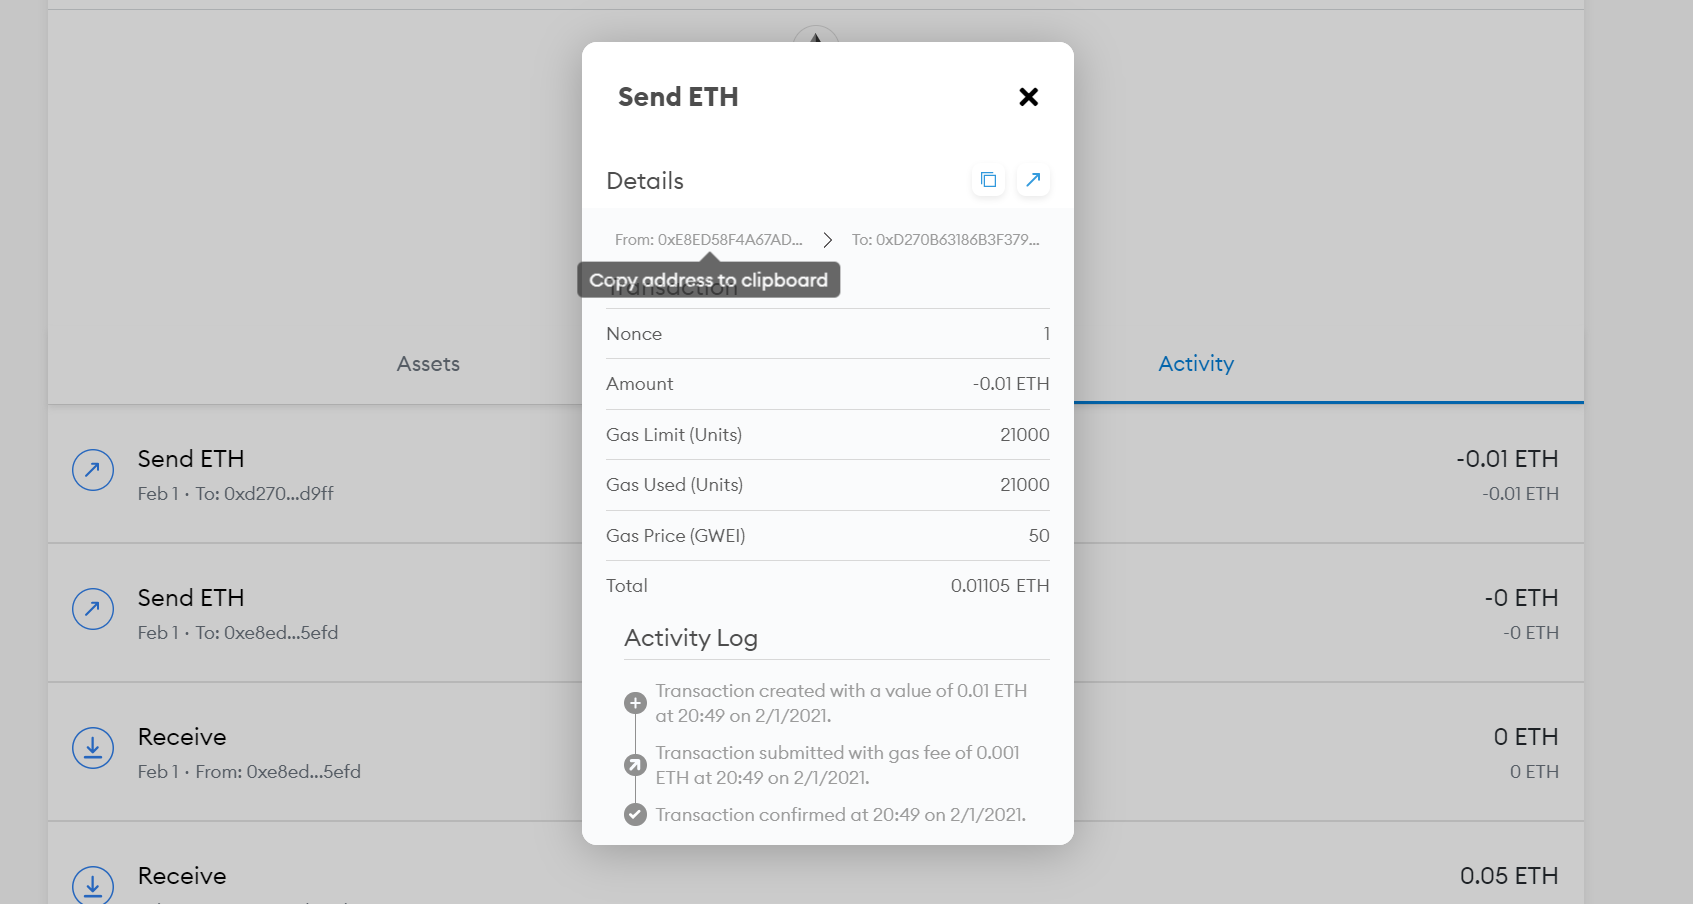 Send ETH
Details
From: 0xE8ED58F4A67AD...
To: 0xD270B63186B3F379...
Copy address to clipboard
Transaction
Nonce 1
Amount -0.01 ETH
Gas Limit (Units) 21000
Gas Used (Units) 21000
Gas Price (GWEI) 50
Total 0.01105 ETH
Activity Log
Transaction created with a value of 0.01 ETH
at 20:49 on 2/1/2021.
Transaction submitted with gas fee of 0.001
ETH at 20:49 on 2/1/2021.
Transaction confirmed at 20:49 on 2/1/2021.
Assets
Activity
Send ETH -0.01 ETH
Feb 1 · To: 0xd270...d9ff -0.01 ETH
Send ETH -0 ETH
Feb 1 · To: 0xe8ed...5efd -0 ETH
Receive 0 ETH
Feb 1 · From: 0xe8ed...5efd 0 ETH
Receive 0.05 ETH